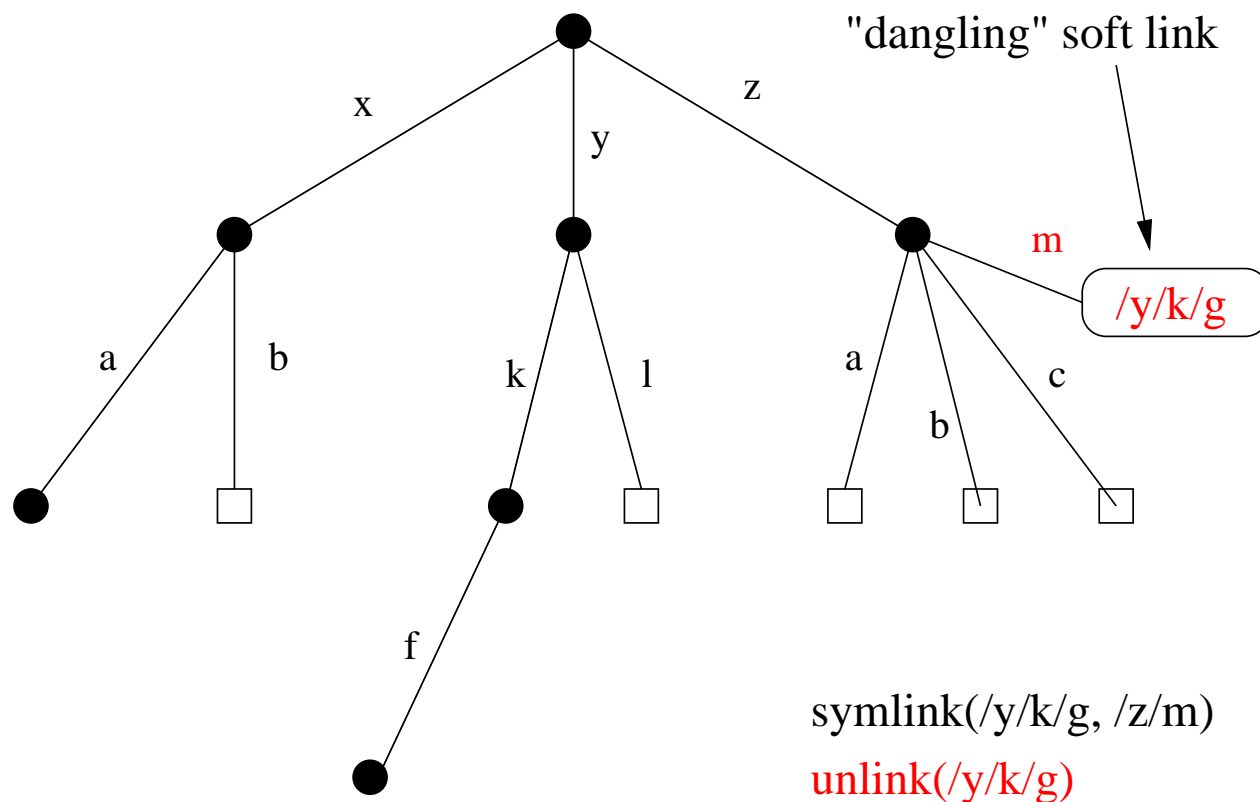 "dangling" soft link
x
y
z
m
/y/k/g
a
b
k
l
a
b
c
f
symlink(/y/k/g, /z/m)
unlink(/y/k/g)